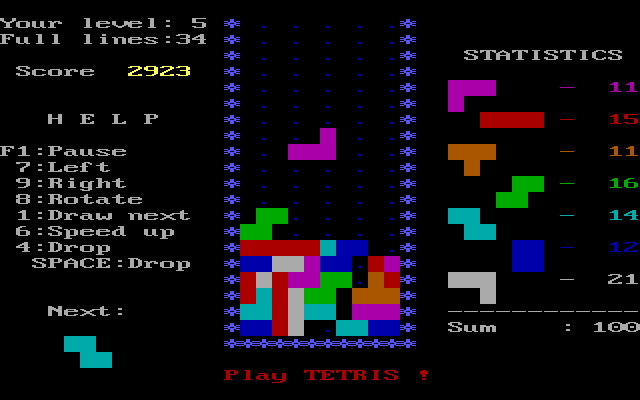 Your level: 5
Full lines:34
Score 2923
H E L P
F1:Pause
7:Left
9:Right
8:Rotate
1:Draw next
6:Speed up
4:Drop
SPACE:Drop
Next:
Play TETRIS !
STATISTICS
— 11
— 15
— 11
— 16
— 14
— 12
— 21
Sum : 100